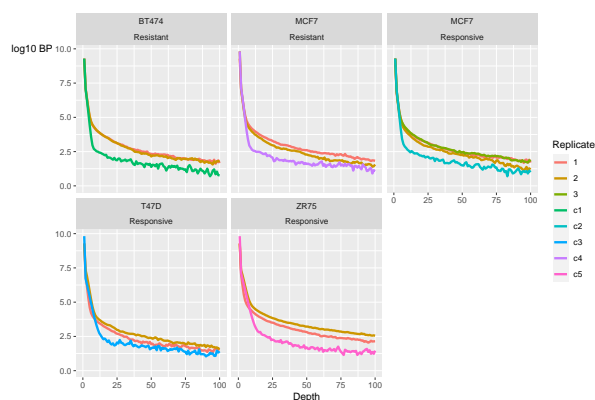 BT474
Resistant
MCF7
Resistant
MCF7
Responsive
log10 BP
10.0
7.5
5.0
2.5
0.0
0
25
50
75
100
T47D
Responsive
ZR75
Responsive
10.0
7.5
5.0
2.5
0.0
0
25
50
75
100
0
25
50
75
100
Depth
Replicate
1
2
3
c1
c2
c3
c4
c5